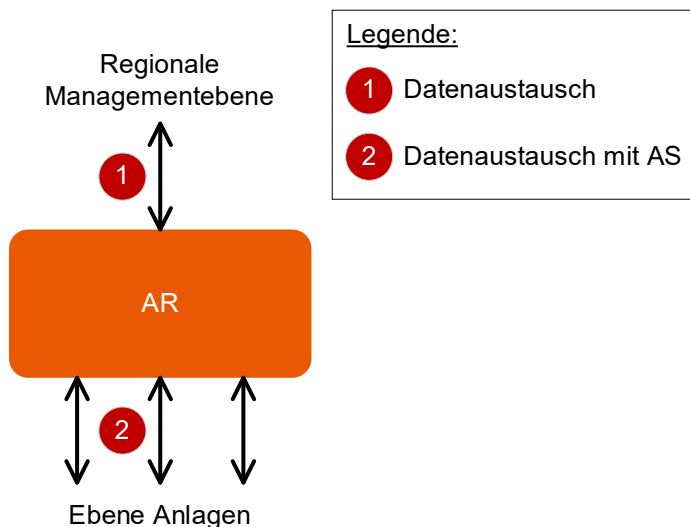 Legende:
1 Datenaustausch
2 Datenaustausch mit AS
Regionale
Managementebene
1
AR
2
Ebene Anlagen